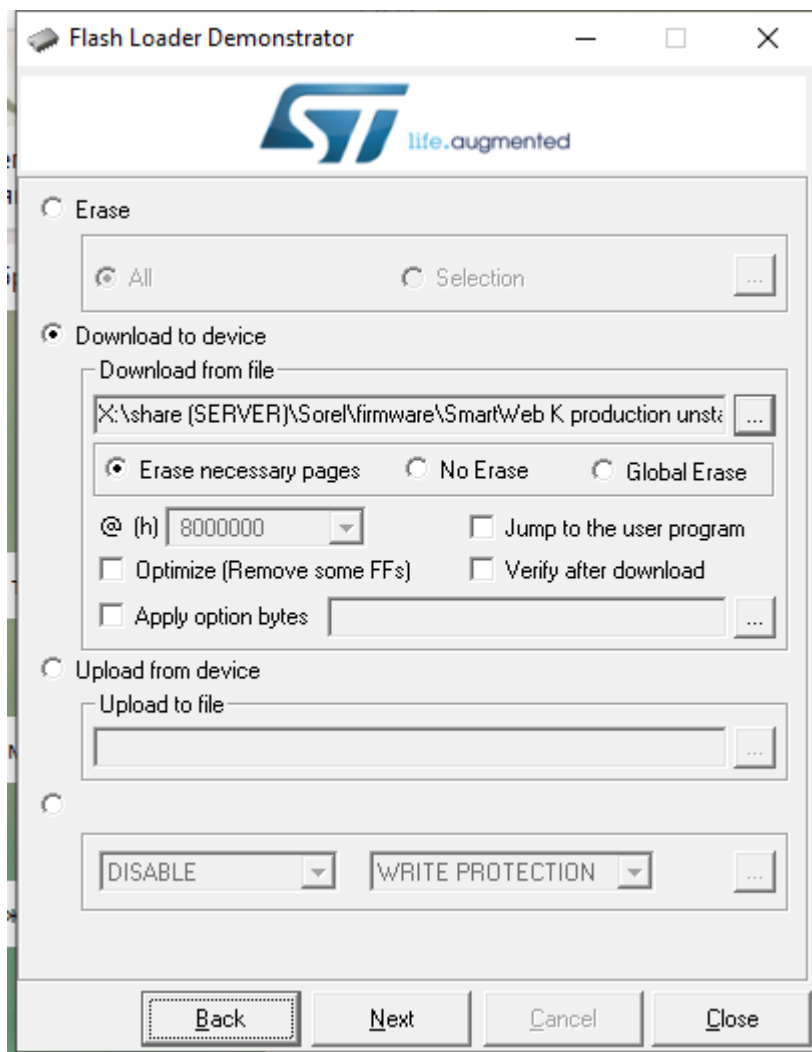 Flash Loader Demonstrator
ST life.augmented
Erase
All Selection ...
Download to device
Download from file
X:\share (SERVER)\Sorel\firmware\SmartWeb K production unsta ...
Erase necessary pages No Erase Global Erase
@ (h) 8000000 Jump to the user program
Optimize (Remove some FFs) Verify after download
Apply option bytes ...
Upload from device
Upload to file
...
DISABLE WRITE PROTECTION ...
Back Next Cancel Close